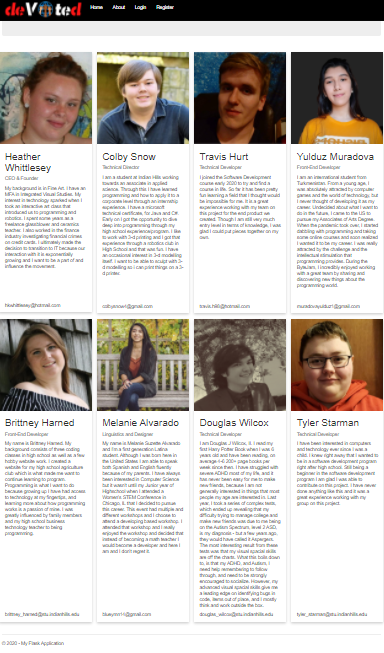 deVoted
Home About Login Register
Heather
Whittlesey
CEO & Founder
My background is in Fine Art. I have an
MFA in Integrated Visual Studies. My
interest in technology sparked when I
took an interactive art class that
introduced us to programming and
robotics. I spent some years as a
freelance glassblower and ceramics
teacher. I also worked in the finance
industry investigating financial crimes
on credit cards. I ultimately made the
decision to transition to IT because our
interaction with it is exponentially
growing and I want to be a part of and
influence the movement.
hkwhittlesey@hotmail.com
Colby Snow
Technical Director
I am a student at Indian Hills working
towards an associate in applied
science. Through this I have learned
programming and how to apply it to a
corporate level through an internship
experience. I have a microsoft
technical certificate, for Java and C#.
Early on I got the opportunity to dive
deep into programming through my
high school experience/program. I like
to work with 3-d printing and I got that
experience through a robotics club in
High School and that was fun. I have
an occasional interest in 3-d modelling
itself. I want to be able to sculpt with 3-
d modelling so I can print things on a 3-
d printer.
colbysnow1@gmail.com
Travis Hurt
Technical Developer
I joined the Software Development
course early 2020 to try and find a
course in life. So far it has been pretty
fun learning a field that I thought would
be impossible for me. It is a great
experience working with my team on
this project for the end product we
created. Though I am still very much
entry level in terms of knowledge, I was
glad I could put pieces together on my
own.
travis.f48h@hotmail.com
Yulduz Muradova
Front-End Developer
I am an international student from
Turkmenistan. From a young age, I
was absolutely attracted by computer
games and the world of technology, but
I never thought of developing it as my
career. Undecided about what I want to
do in the future, I came to the US to
pursue my Associates of Arts Degree.
When the pandemic took over, I started
dabbling with programming and taking
some online courses and soon realized
I wanted it to be my career. I was really
attracted by the challenge and the
intellectual stimulation that
programming provides. During the
Bytejam, I incredibly enjoyed working
with a great team by sharing and
discovering new things about the
programming world.
muradovayulduz1@gmail.com
Brittney Harned
Front-End Developer
My name is Brittney Harned. My
background consists of three coding
classes in high school as well as a few
hobby website work. I created a
website for my high school agriculture
club which is what made me want to
continue learning to program.
Programming is what I want to do
because growing up I have had access
to technology at my fingertips, and
learning more about how programming
works is a passion of mine. I was
greatly influenced by family members
and my high school business
technology teacher to being
programming.
brittney_harned@stu.indianhills.edu
Melanie Alvarado
Linguistics and Designer
My name is Melanie Suzette Alvarado
and I'm a first generation Latina
student. Although I was born here in
the United States I am able to speak
both Spanish and English fluently
because of my parents. I have always
been interested in Computer Science
but it wasn't until my Junior year of
Highschool when I attended a
Women's STEM Conference in
Chicago, IL that I decided to pursue
this career. This event had multiple and
different workshops and I choose to
attend a developing based workshop. I
attended that workshop and I really
enjoyed the workshop and decided that
instead of becoming a math teacher I
would become a developer and here I
am and I don't regret it.
Douglas Wilcox
Technical Developer
I am Douglas J Wilcox, II. I read my
first Harry Potter Book when I was 6
years old and have been reading, on
average 4-6 200+ page books per
week since then. I have struggled with
severe ADHD most of my life, and it
has never been easy for me to make
new friends, because I am not
generally interested in things that most
people my age are interested in. Last
year, I took a series of complex tests,
which ended up revealing that my
difficulty trying to manage college and
make new friends was due to me being
on the Autism Spectrum. level 2 ASD
is my diagnosis - but a few years ago,
they would have called it Aspergers.
The most interesting result from these
tests was that my visual spacial skills
are off the charts. What this boils down
to, is that my ADHD, and Autism, I
need help remembering to follow
through, and need to be strongly
encouraged to socialize. However, my
advanced visual spacial skills give me
a leading edge on identifying bugs in
code, items out of place, and I mostly
think and work outside the box.
douglas_wilcox@stu.indianhills.edu
Tyler Starman
Technical Developer
I have been interested in computers
and technology ever since I was a
child. I knew right away that I wanted to
be in a software development program
right after high school. Still being a
beginner in the software development
program I am glad I was able to
contribute to this project. I have never
done anything like this and it was a
great experience working with my
group on this project.
tyler_starman@stu.indianhills.edu
© 2020 - My Flask Application